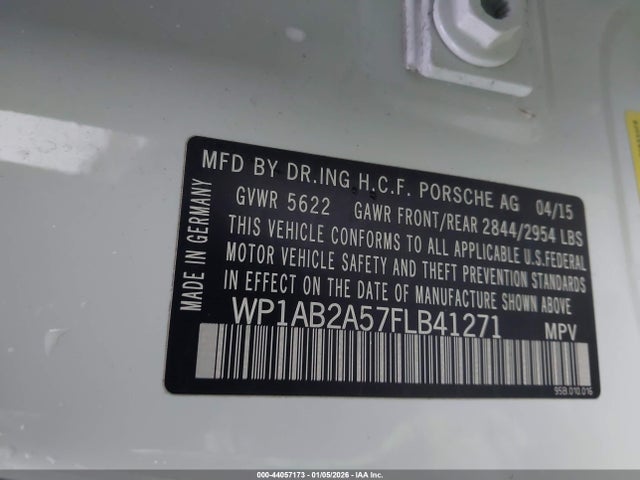 MFD BY DR.ING H.C.F. PORSCHE AG 04/15
GVWR 5622 GAWR FRONT/REAR 2844/2954 LBS
THIS VEHICLE CONFORMS TO ALL APPLICABLE U.S.FEDERAL
MOTOR VEHICLE SAFETY AND THEFT PREVENTION STANDARDS
IN EFFECT ON THE DATE OF MANUFACTURE SHOWN ABOVE
WP1AB2A57FLB41271 MPV
95B.010.016
MADE IN GERMANY
000-44057173 - 01/05/2026 - IAA Inc.